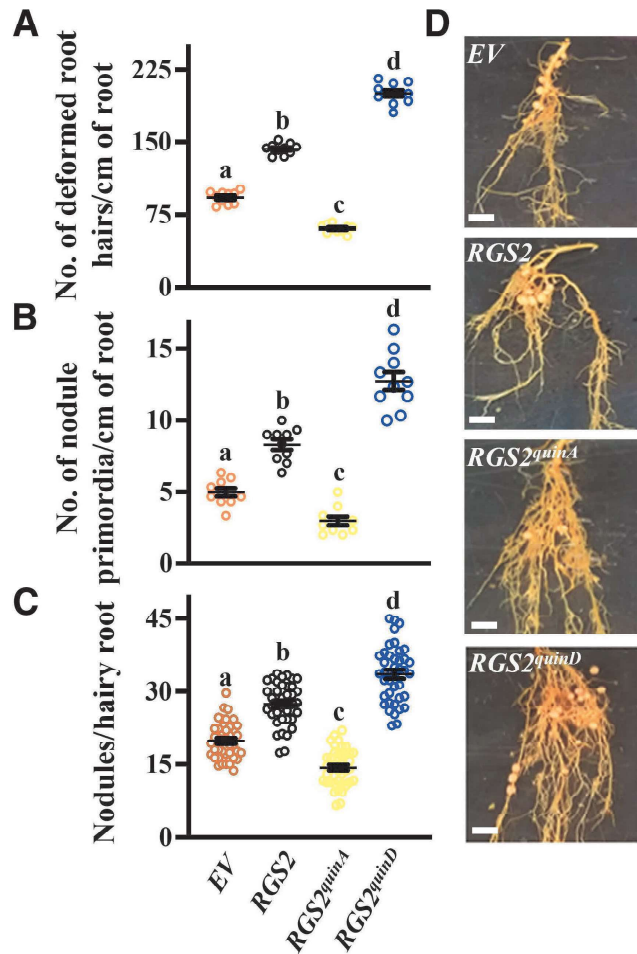 A
No. of deformed root
hairs/cm of root
225
150
75
0
a
b
c
d
B
No. of nodule
primordia/cm of root
15
10
5
0
a
b
c
d
C
Nodules/hairy root
45
30
15
0
a
b
c
d
EV
RGS2
RGS2quinA
RGS2quinD
D
EV
RGS2
RGS2quinA
RGS2quinD